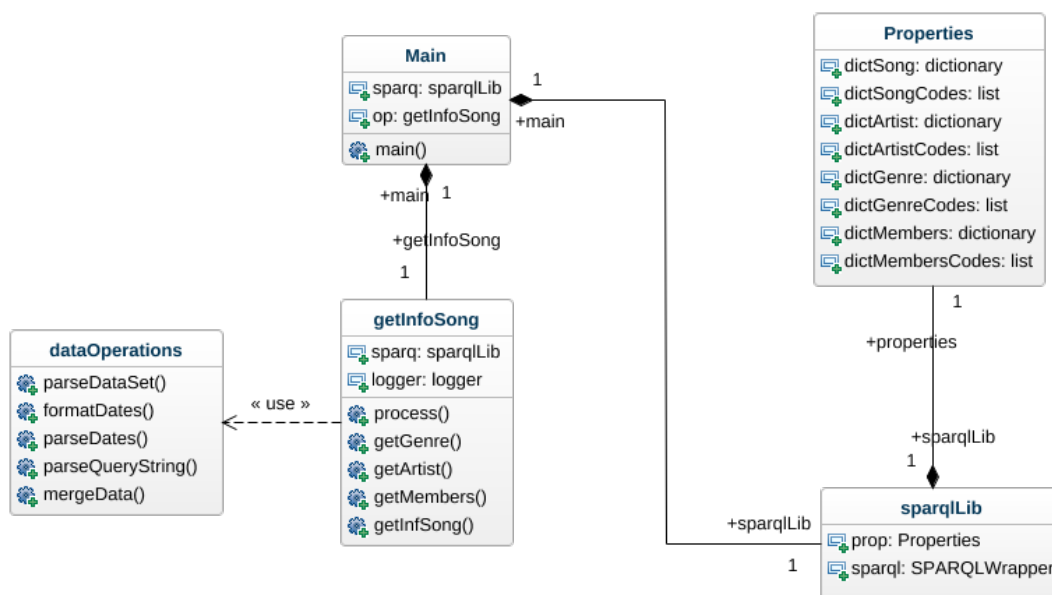 Main
sparq: sparqlLib
op: getInfoSong
main()
1
+main
+main
1
+getInfoSong
1
Properties
dictSong: dictionary
dictSongCodes: list
dictArtist: dictionary
dictArtistCodes: list
dictGenre: dictionary
dictGenreCodes: list
dictMembers: dictionary
dictMembersCodes: list
1
+properties
dataOperations
parseDataSet()
formatDates()
parseDates()
parseQueryString()
mergeData()
« use »
getInfoSong
sparq: sparqlLib
logger: logger
process()
getGenre()
getArtist()
getMembers()
getInfSong()
+sparqlLib
1
+sparqlLib
1
sparqlLib
prop: Properties
sparql: SPARQLWrapper